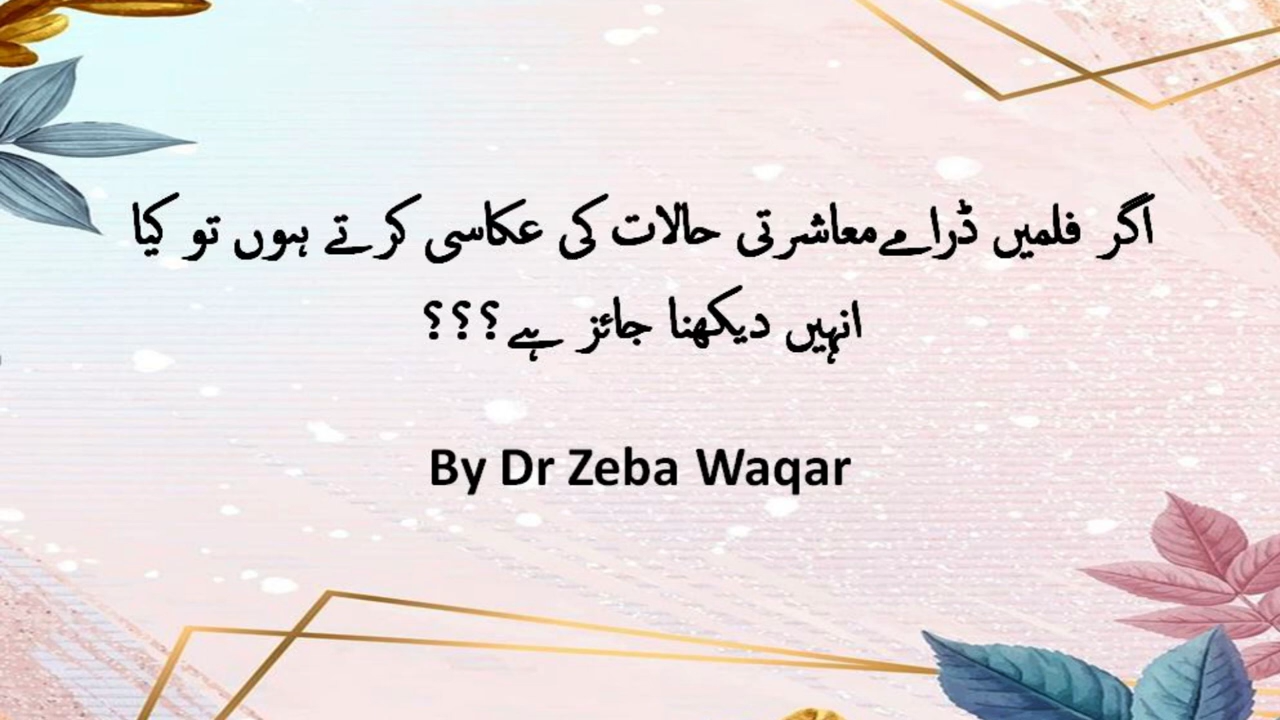 اگر فلمیں ڈرامے معاشرتی حالات کی عکاسی کرتے ہوں تو کیا
انہیں دیکھنا جائز ہے؟؟؟
By Dr Zeba Waqar